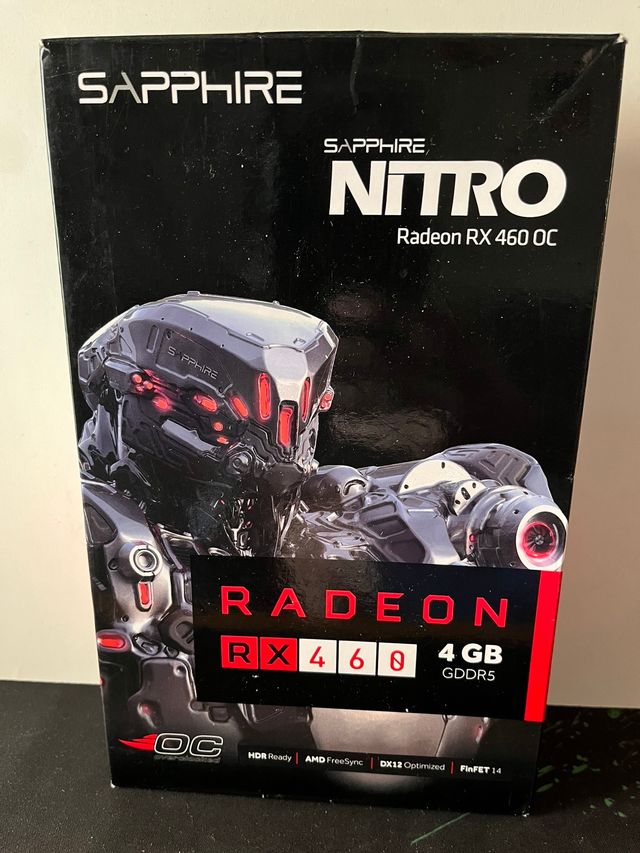 SAPPHIRE
SAPPHIRE
NiTRO
Radeon RX 460 OC
SAPPHIRE
RADEON
RX 460
4 GB
GDDR5
OC
overclocked
HDR Ready | AMD FreeSync | DX12 Optimized | FinFET 14